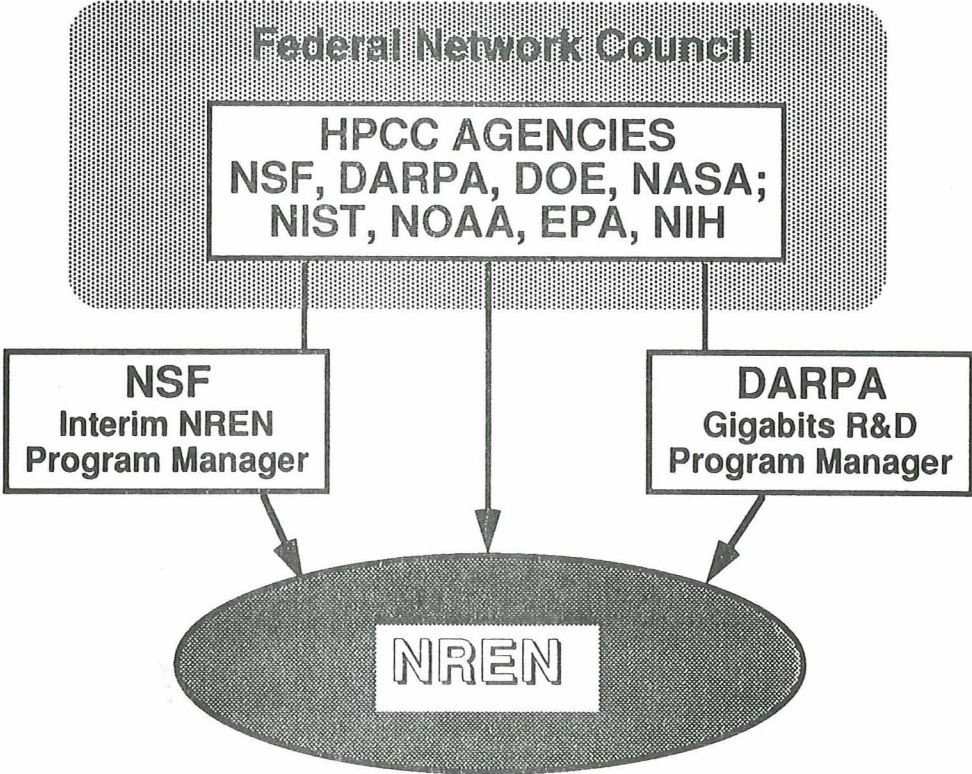 Federal Network Council
HPCC AGENCIES
NSF, DARPA, DOE, NASA;
NIST, NOAA, EPA, NIH
NSF
Interim NREN
Program Manager
DARPA
Gigabits R&D
Program Manager
NREN